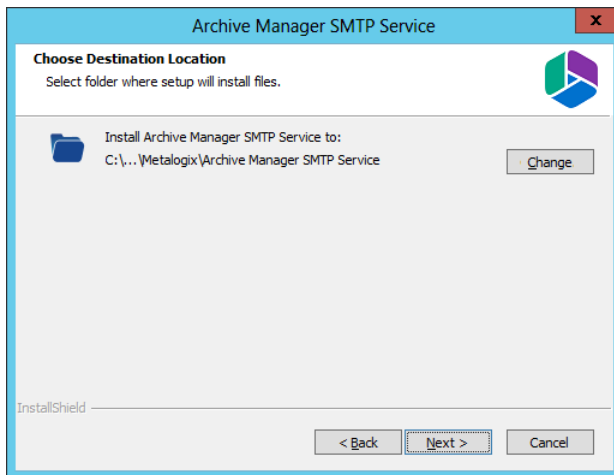 Archive Manager SMTP Service
x
Choose Destination Location
Select folder where setup will install files.
Install Archive Manager SMTP Service to:
C:\...\Metalogix\Archive Manager SMTP Service
Change
InstallShield
< Back
Next >
Cancel